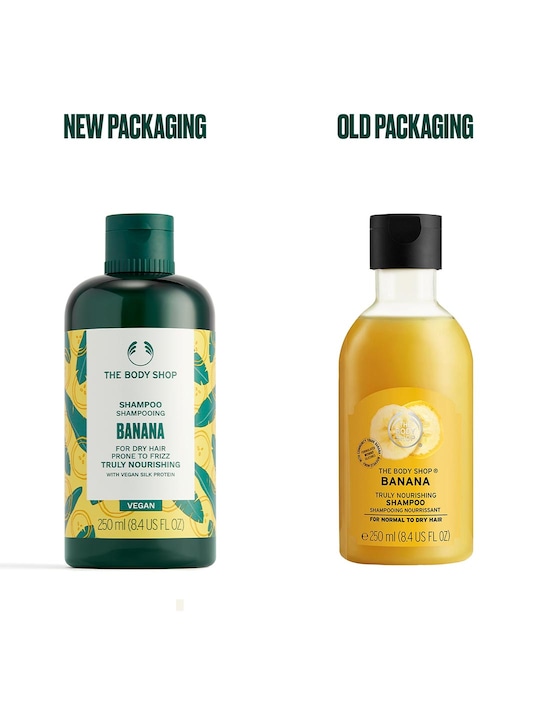 NEW PACKAGING
OLD PACKAGING
THE BODY SHOP
SHAMPOO
SHAMPOOING
BANANA
FOR DRY HAIR
PRONE TO FRIZZ
TRULY NOURISHING
WITH VEGAN SILK PROTEIN
VEGAN
250 ml (8.4 US FL OZ)
THE BODY SHOP®
BANANA
TRULY NOURISHING
SHAMPOO
SHAMPOOING NOURRISSANT
FOR NORMAL TO DRY HAIR
℮250 ml (8.4 US FL OZ)